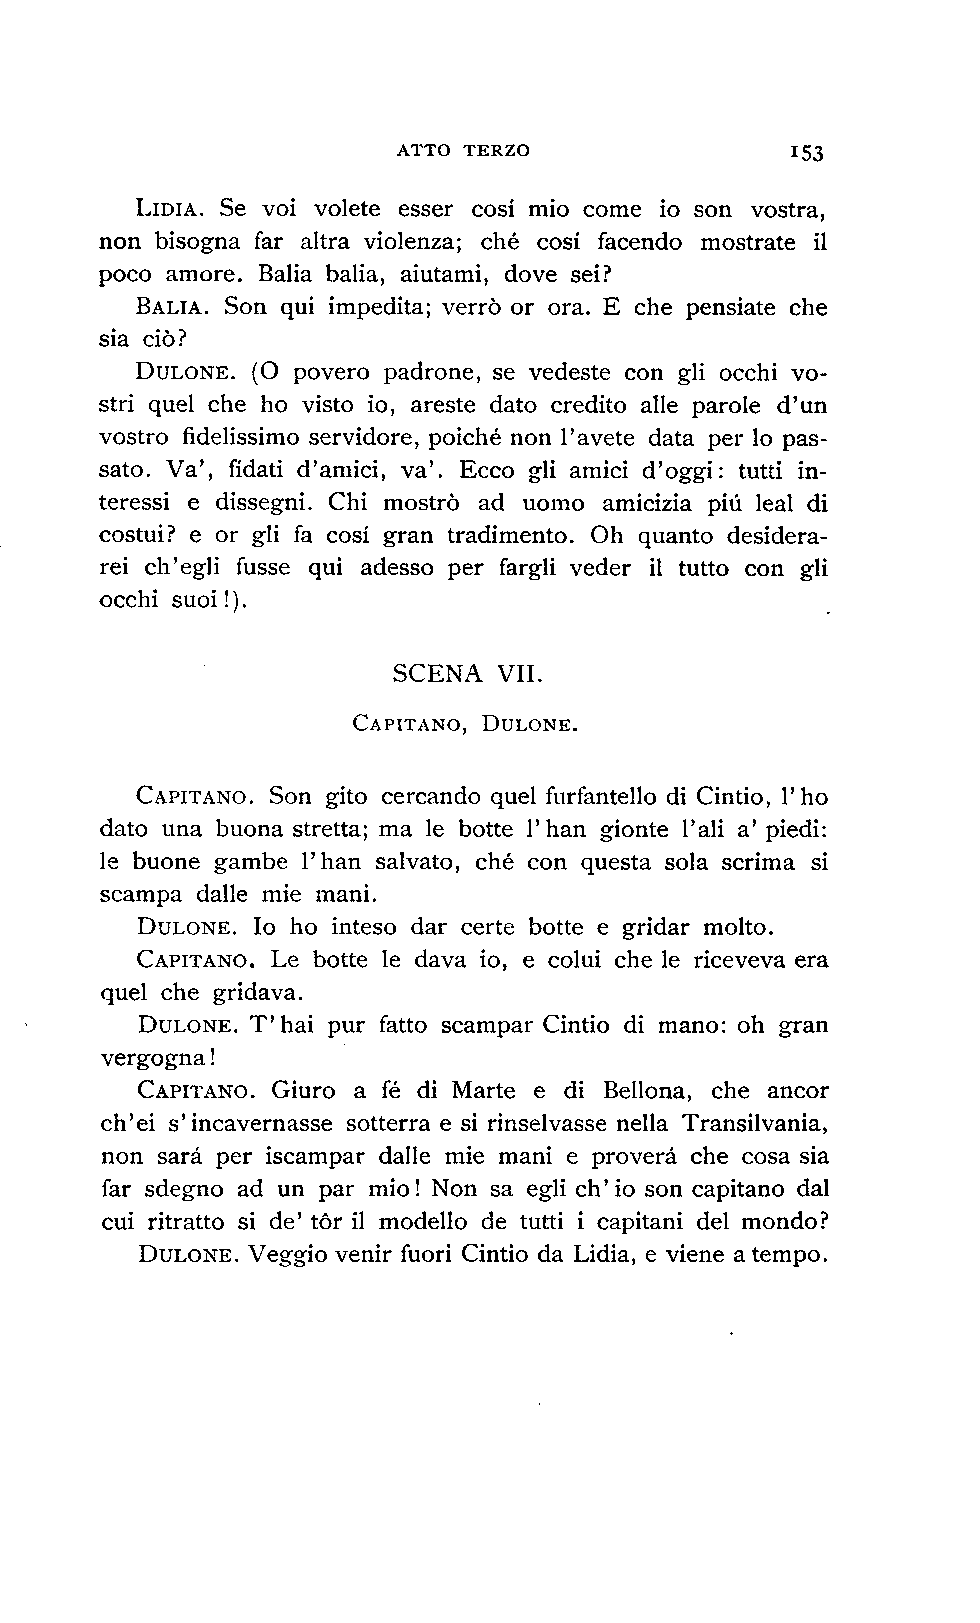 ATTO TERZO 153
LIDIA. Se voi volete esser cosí mio come io son vostra,
non bisogna far altra violenza; ché cosí facendo mostrate il
poco amore. Balia balia, aiutami, dove sei?
BALIA. Son qui impedita; verrò or ora. E che pensiate che
sia ciò?
DULONE. (O povero padrone, se vedeste con gli occhi vo-
stri quel che ho visto io, areste dato credito alle parole d'un
vostro fidelissimo servidore, poiché non l'avete data per lo pas-
sato. Va', fidati d'amici, va'. Ecco gli amici d'oggi: tutti in-
teressi e dissegni. Chi mostrò ad uomo amicizia piú leal di
costui? e or gli fa cosí gran tradimento. Oh quanto desidera-
rei ch'egli fusse qui adesso per fargli veder il tutto con gli
occhi suoi!).
SCENA VII.
CAPITANO, DULONE.
CAPITANO. Son gito cercando quel furfantello di Cintio, l'ho
dato una buona stretta; ma le botte l'han gionte l'ali a' piedi:
le buone gambe l'han salvato, ché con questa sola scrima si
scampa dalle mie mani.
DULONE. Io ho inteso dar certe botte e gridar molto.
CAPITANO. Le botte le dava io, e colui che le riceveva era
quel che gridava.
DULONE. T'hai pur fatto scampar Cintio di mano: oh gran
vergogna!
CAPITANO. Giuro a fé di Marte e di Bellona, che ancor
ch'ei s'incavernasse sotterra e si rinselvasse nella Transilvania,
non sará per iscampar dalle mie mani e proverá che cosa sia
far sdegno ad un par mio! Non sa egli ch'io son capitano dal
cui ritratto si de' tôr il modello de tutti i capitani del mondo?
DULONE. Veggio venir fuori Cintio da Lidia, e viene a tempo.